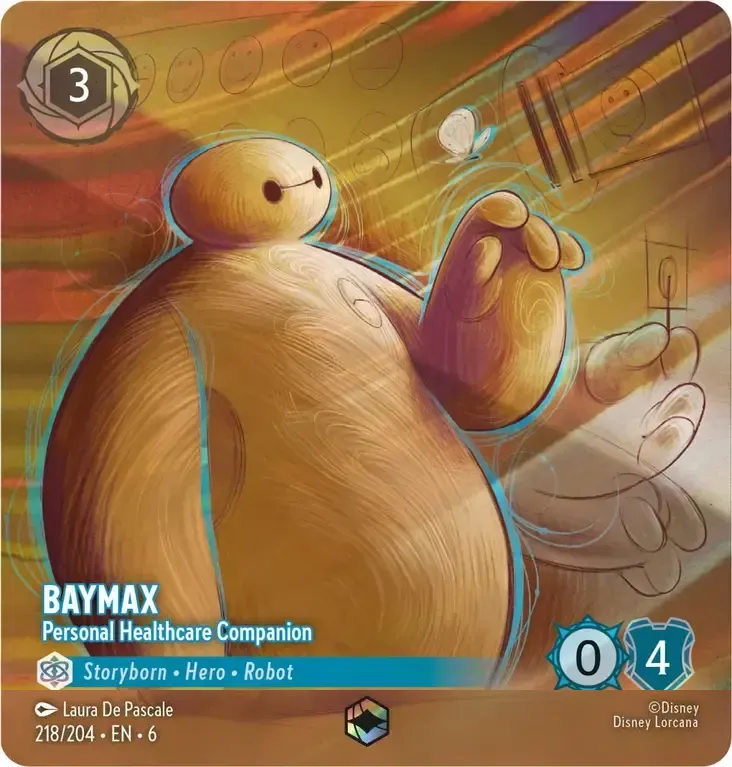 3
BAYMAX
Personal Healthcare Companion
Storyborn • Hero • Robot
0 4
Laura De Pascale
218/204 • EN • 6
©Disney
Disney Lorcana